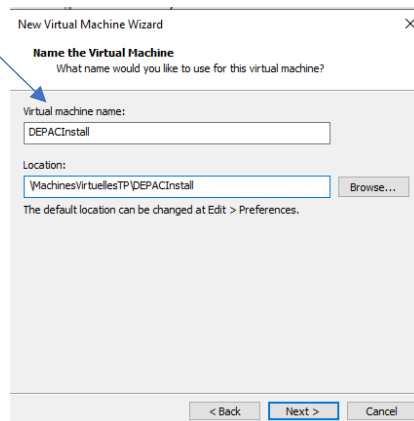 New Virtual Machine Wizard
Name the Virtual Machine
What name would you like to use for this virtual machine?
Virtual machine name:
DEPACInstall
Location:
\MachinesVirtuellesTP\DEPACInstall
Browse...
The default location can be changed at Edit > Preferences.
< Back
Next >
Cancel